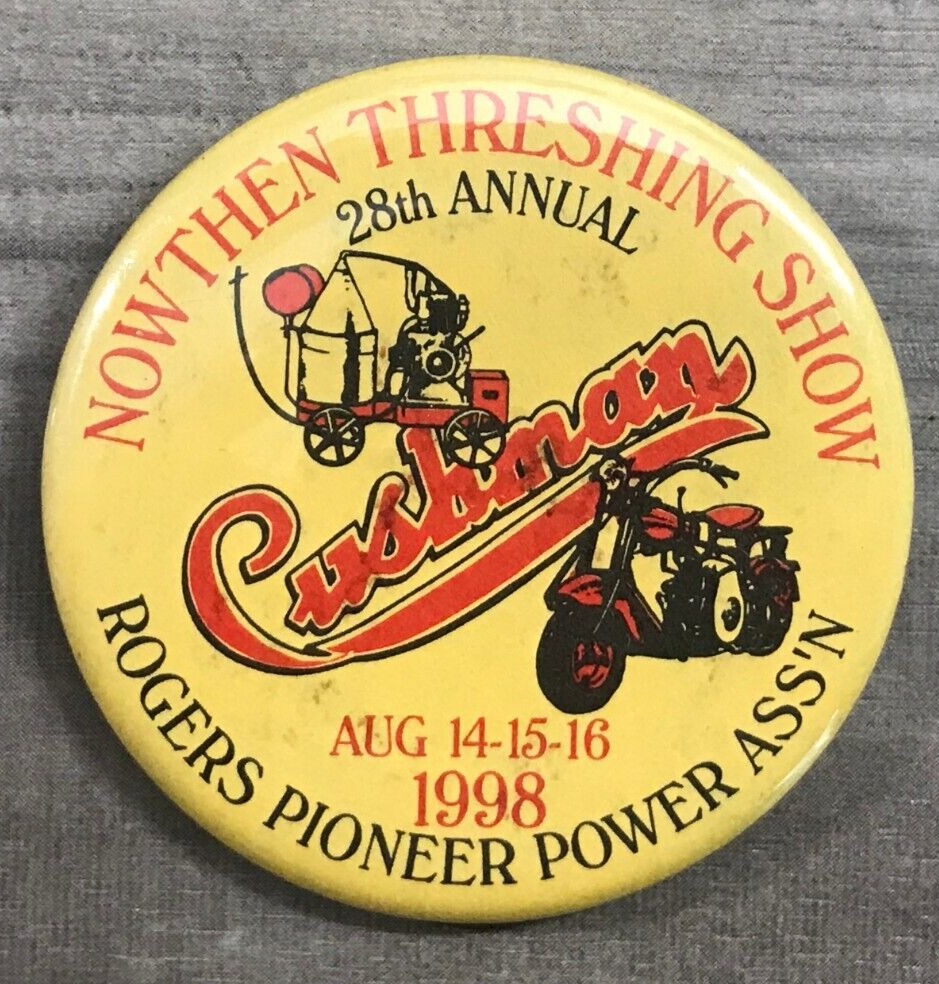 NOWTHEN THRESHING SHOW
28th ANNUAL
Cushman
AUG 14-15-16
1998
ROGERS PIONEER POWER ASS'N